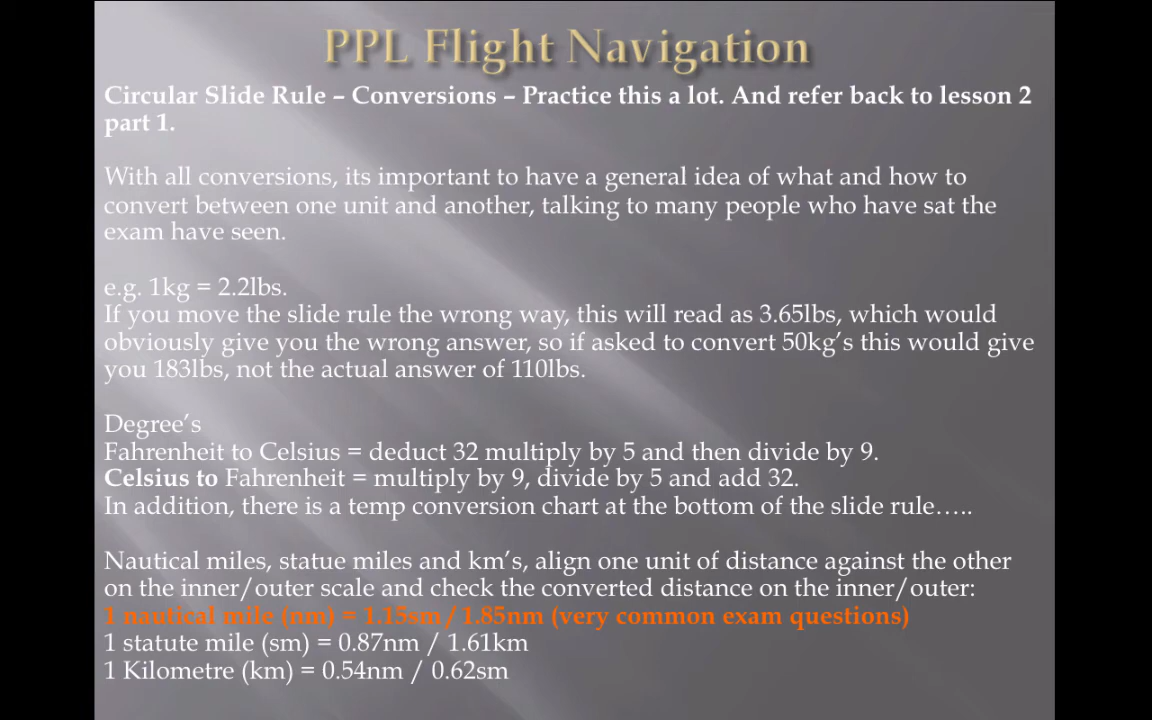 PPL Flight Navigation
Circular Slide Rule – Conversions – Practice this a lot. And refer back to lesson 2
part 1.
With all conversions, its important to have a general idea of what and how to
convert between one unit and another, talking to many people who have sat the
exam have seen.
e.g. 1kg = 2.2lbs.
If you move the slide rule the wrong way, this will read as 3.65lbs, which would
obviously give you the wrong answer, so if asked to convert 50kg’s this would give
you 183lbs, not the actual answer of 110lbs.
Degree’s
Fahrenheit to Celsius = deduct 32 multiply by 5 and then divide by 9.
Celsius to Fahrenheit = multiply by 9, divide by 5 and add 32.
In addition, there is a temp conversion chart at the bottom of the slide rule…..
Nautical miles, statue miles and km’s, align one unit of distance against the other
on the inner/outer scale and check the converted distance on the inner/outer:
1 nautical mile (nm) = 1.15sm / 1.85nm (very common exam questions)
1 statute mile (sm) = 0.87nm / 1.61km
1 Kilometre (km) = 0.54nm / 0.62sm